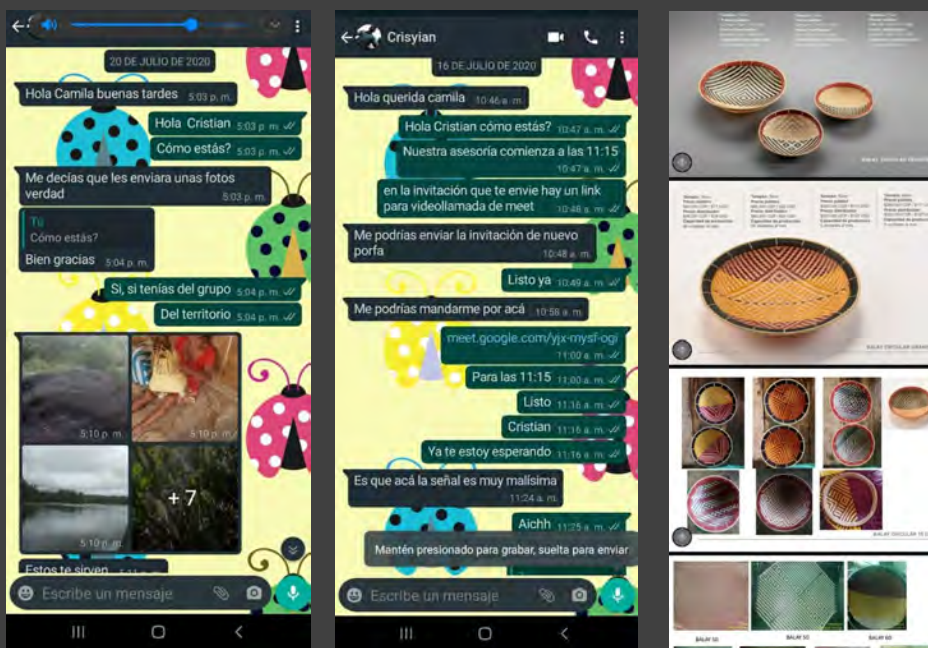 20 DE JULIO DE 2020
Hola Camila buenas tardes 5:03 p. m.
Hola Cristian 5:03 p. m.
Cómo estás? 5:03 p. m.
Me decías que les enviara unas fotos
verdad 5:03 p. m.
Tú
Cómo estás?
Bien gracias 5:04 p. m.
Si, si tenías del grupo 5:04 p. m.
Del territorio 5:04 p. m.
5:10 p. m.
5:10 p. m.
5:10 p. m.
+ 7
Estos te sirven
Escribe un mensaje
Crisyian
16 DE JULIO DE 2020
Hola querida camila 10:46 a. m.
Hola Cristian cómo estás? 10:47 a. m.
Nuestra asesoría comienza a las 11:15
10:47 a. m.
en la invitación que te envie hay un link
para videollamada de meet 10:48 a. m.
Me podrías enviar la invitación de nuevo
porfa 10:48 a. m.
Listo ya 10:49 a. m.
Me podrías mandarme por acá 10:58 a. m.
meet.google.com/yjx-mysf-ogi
11:00 a. m.
Para las 11:15 11:00 a. m.
Listo 11:16 a. m.
Cristian 11:16 a. m.
Ya te estoy esperando 11:16 a. m.
Es que acá la señal es muy malísima
11:24 a. m.
Aichh 11:25 a. m.
Mantén presionado para grabar, suelta para enviar
Escribe un mensaje
BALAY 50
BALAY 50
BALAY 60